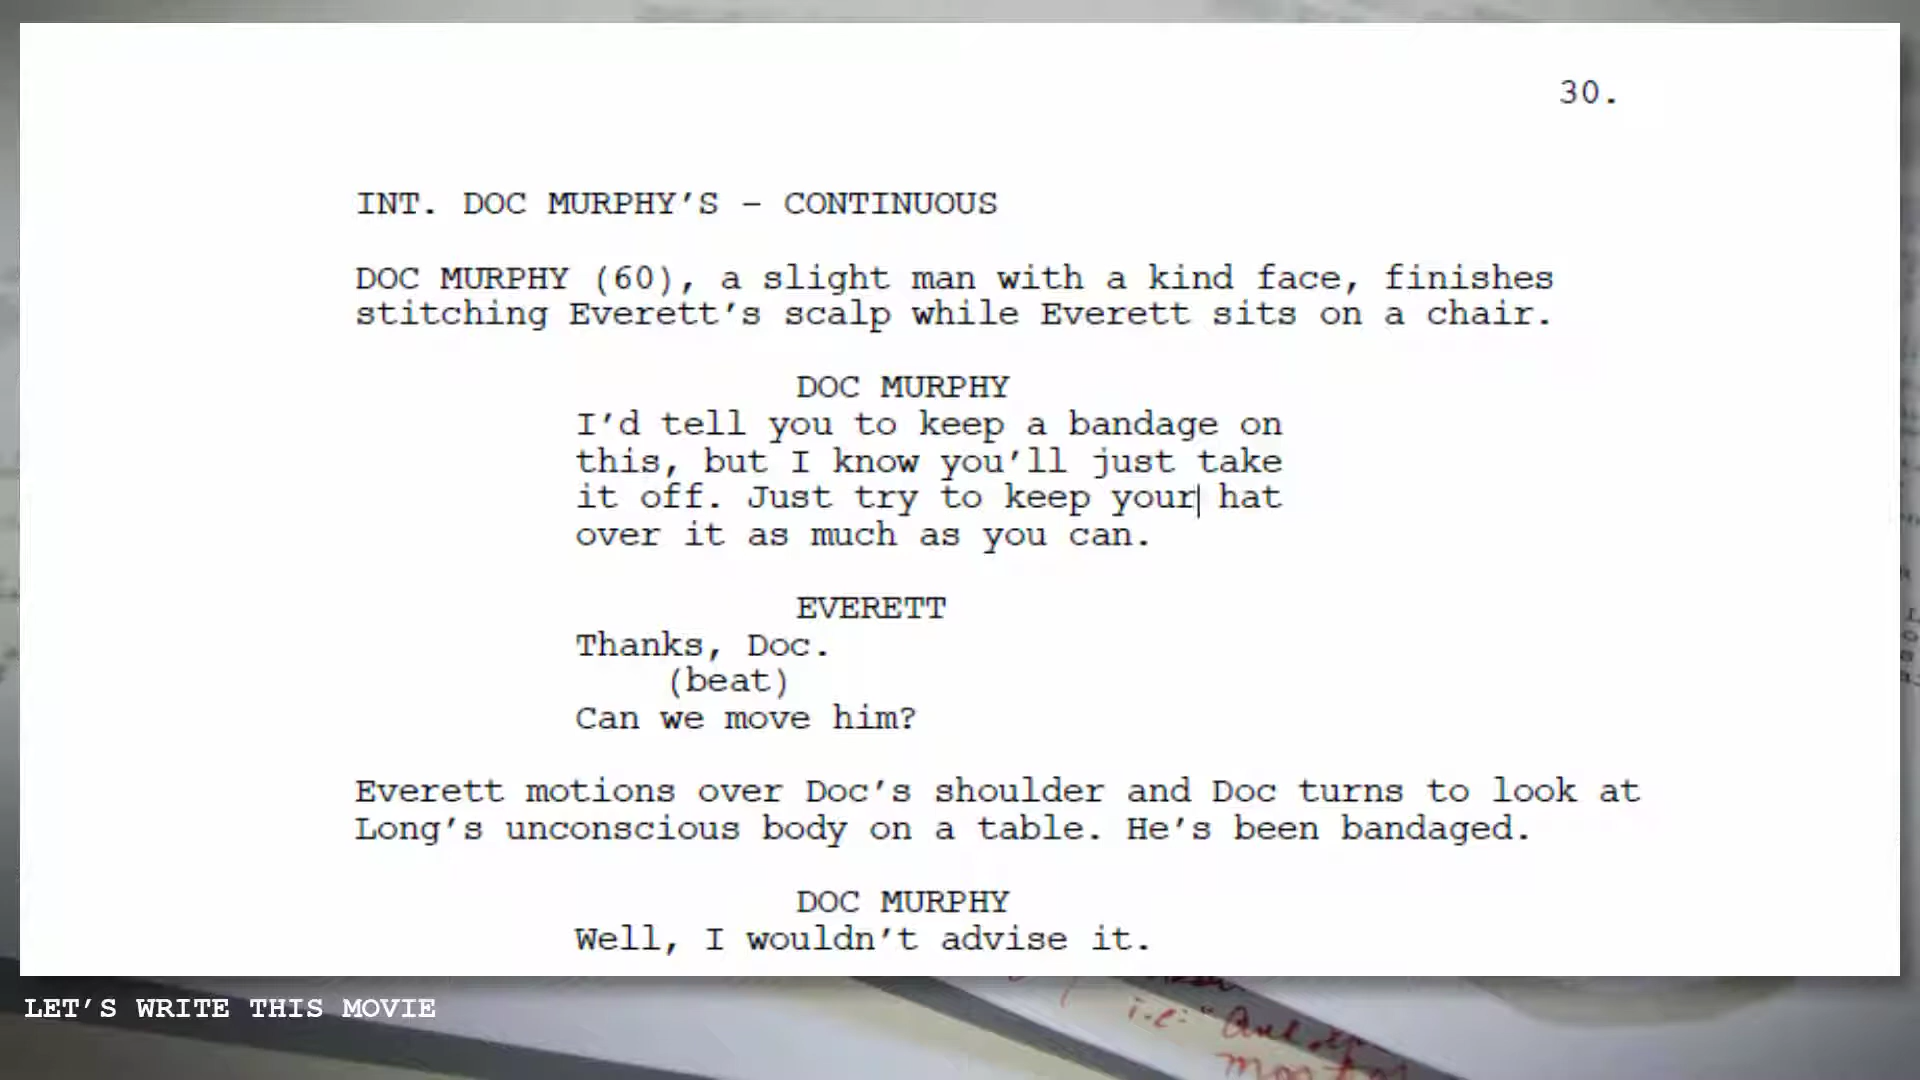 30.
INT. DOC MURPHY’S – CONTINUOUS
DOC MURPHY (60), a slight man with a kind face, finishes
stitching Everett’s scalp while Everett sits on a chair.
DOC MURPHY
I’d tell you to keep a bandage on
this, but I know you’ll just take
it off. Just try to keep your hat
over it as much as you can.
EVERETT
Thanks, Doc.
(beat)
Can we move him?
Everett motions over Doc’s shoulder and Doc turns to look at
Long’s unconscious body on a table. He’s been bandaged.
DOC MURPHY
Well, I wouldn’t advise it.
LET’S WRITE THIS MOVIE
i.e.